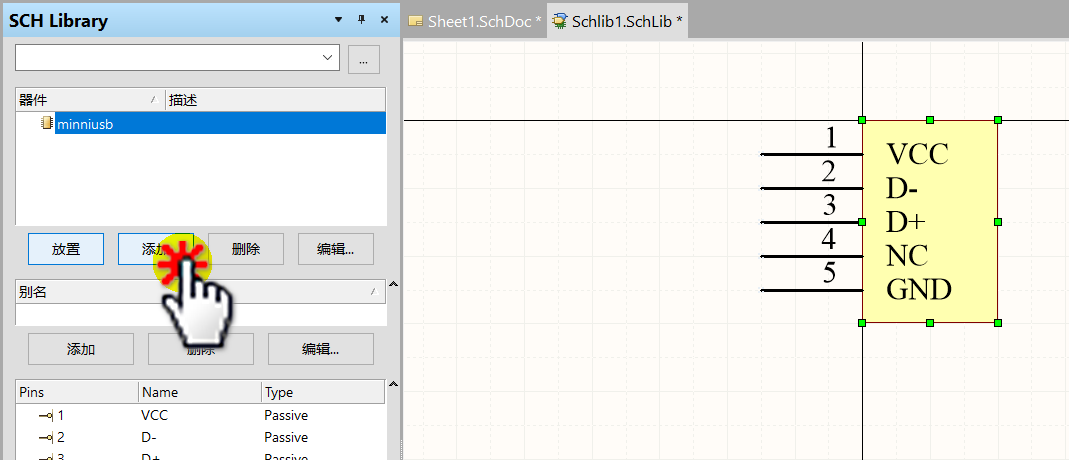 SCH Library
Sheet1.SchDoc *
Schlib1.SchLib *
...
器件 描述
minniusb
放置 添加 删除 编辑...
别名
添加 删除 编辑...
Pins Name Type
1 VCC Passive
2 D- Passive
3 D+ Passive
1 VCC
2 D-
3 D+
4 NC
5 GND